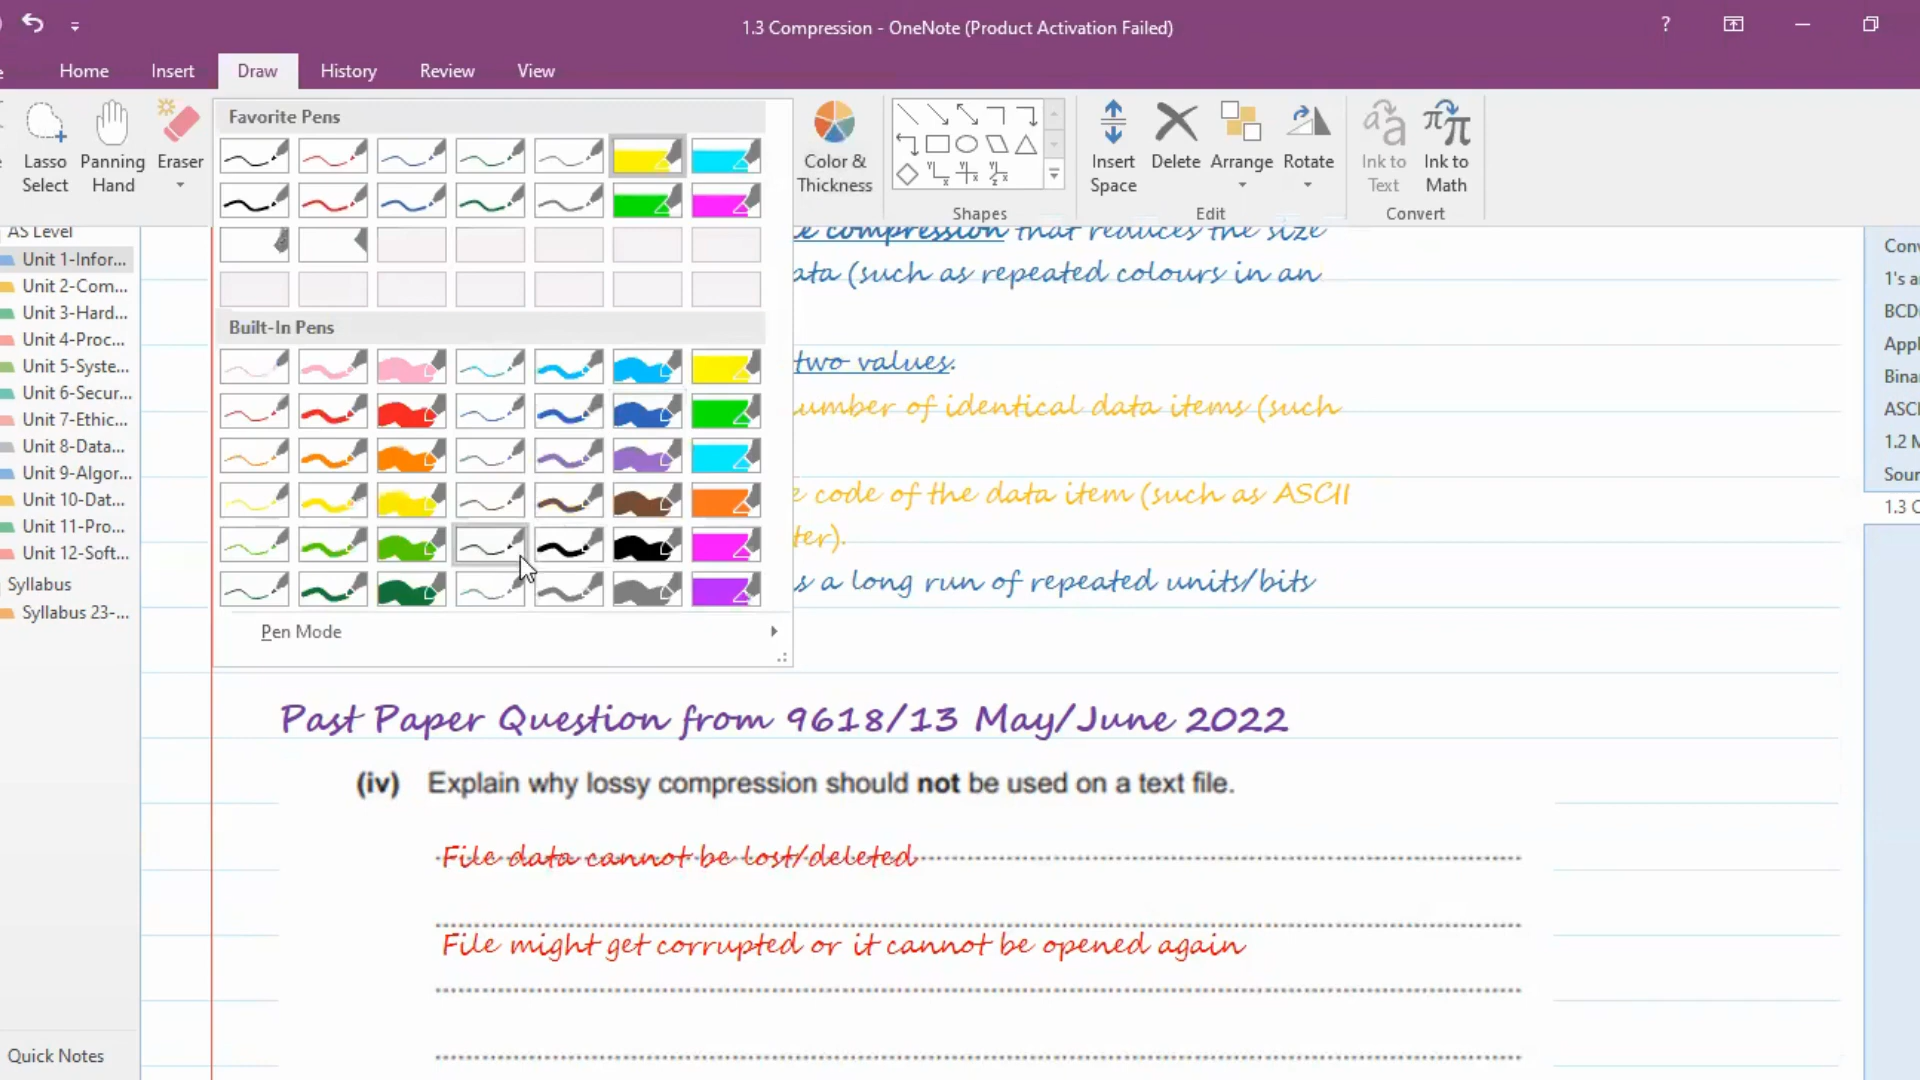 1.3 Compression - OneNote (Product Activation Failed)
?
Home Insert Draw History Review View
Lasso Select
Panning Hand
Eraser
Favorite Pens
Built-In Pens
Pen Mode
Color & Thickness
Shapes
Insert Space
Delete
Arrange
Rotate
Edit
Ink to Text
Ink to Math
Convert
AS Level
Unit 1-Infor...
Unit 2-Com...
Unit 3-Hard...
Unit 4-Proc...
Unit 5-Syste...
Unit 6-Secur...
Unit 7-Ethic...
Unit 8-Data...
Unit 9-Algor...
Unit 10-Dat...
Unit 11-Pro...
Unit 12-Soft...
Syllabus
Syllabus 23-...
Quick Notes
e compression that reduces the size
ata (such as repeated colours in an
two values.
umber of identical data items (such
e code of the data item (such as ASCII
ter).
s a long run of repeated units/bits
Past Paper Question from 9618/13 May/June 2022
(iv) Explain why lossy compression should not be used on a text file.
File data cannot be lost/deleted
File might get corrupted or it cannot be opened again
Conv
1's a
BCD
Appl
Binar
ASCI
1.2 M
Sour
1.3 C